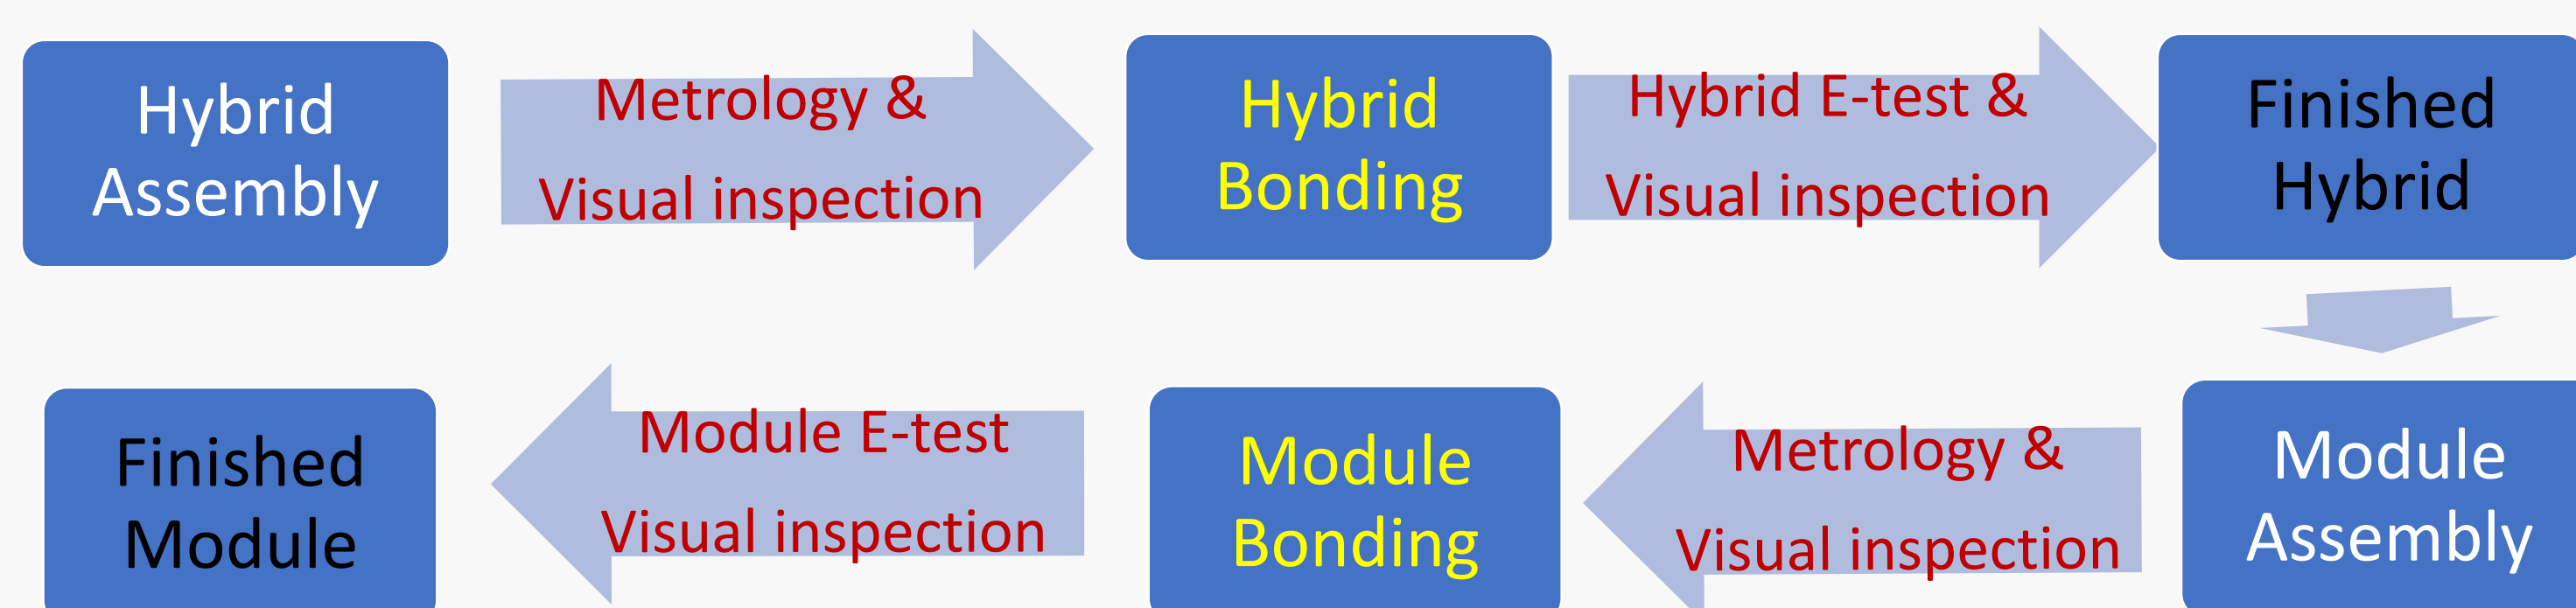 Hybrid
Assembly
Metrology &
Visual inspection
Hybrid
Bonding
Hybrid E-test &
Visual inspection
Finished
Hybrid
Finished
Module
Module E-test
Visual inspection
Module
Bonding
Metrology &
Visual inspection
Module
Assembly